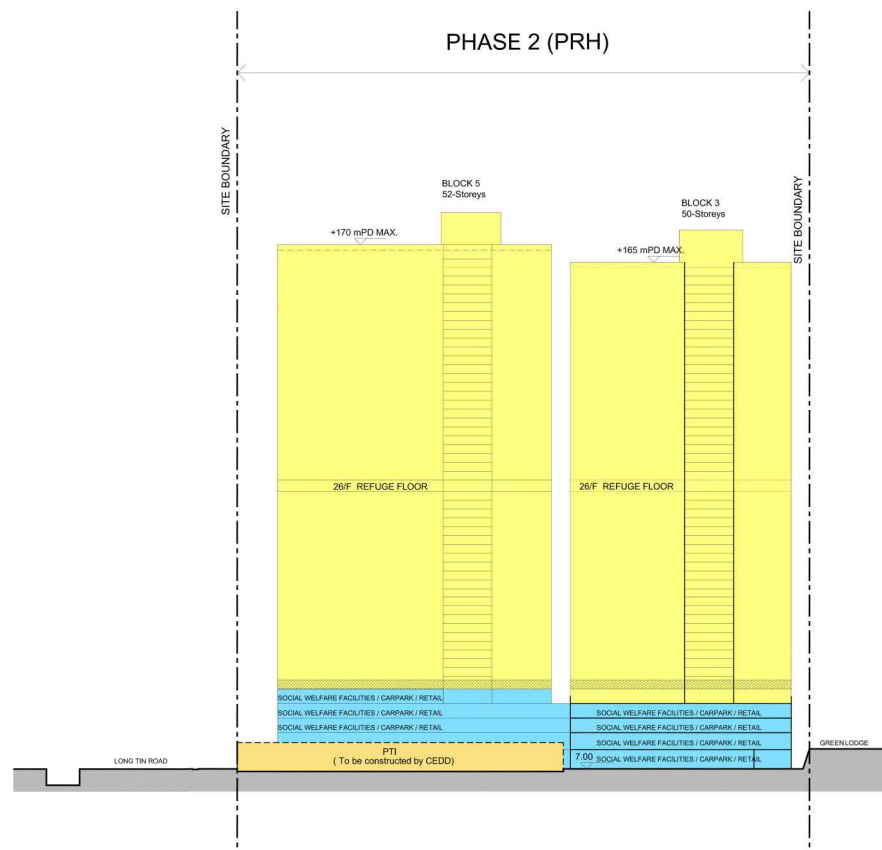 PHASE 2 (PRH)
SITE BOUNDARY
SITE BOUNDARY
BLOCK 5
52-Storeys
BLOCK 3
50-Storeys
+170 mPD MAX.
+165 mPD MAX.
26/F REFUGE FLOOR
26/F REFUGE FLOOR
SOCIAL WELFARE FACILITIES / CARPARK / RETAIL
SOCIAL WELFARE FACILITIES / CARPARK / RETAIL
SOCIAL WELFARE FACILITIES / CARPARK / RETAIL
SOCIAL WELFARE FACILITIES / CARPARK / RETAIL
SOCIAL WELFARE FACILITIES / CARPARK / RETAIL
SOCIAL WELFARE FACILITIES / CARPARK / RETAIL
7.00 SOCIAL WELFARE FACILITIES / CARPARK / RETAIL
PTI
( To be constructed by CEDD)
LONG TIN ROAD
GREEN LODGE